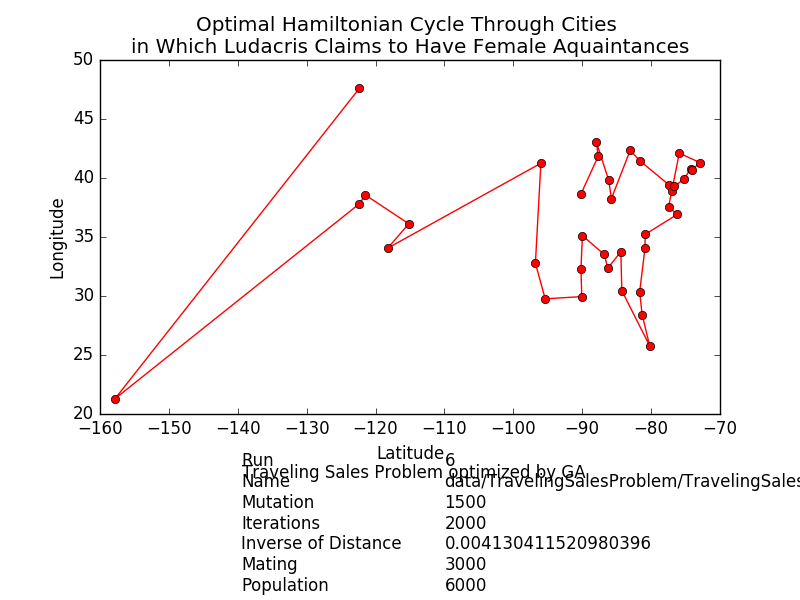 Optimal Hamiltonian Cycle Through Cities
in Which Ludacris Claims to Have Female Aquaintances
50
45
40
35
30
25
20
Longitude
−160 −150 −140 −130 −120 −110 −100 −90 −80 −70
Latitude
Run 6
Traveling Sales Problem optimized by GA
Name data/TravelingSalesProblem/TravelingSales
Mutation 1500
Iterations 2000
Inverse of Distance 0.004130411520980396
Mating 3000
Population 6000